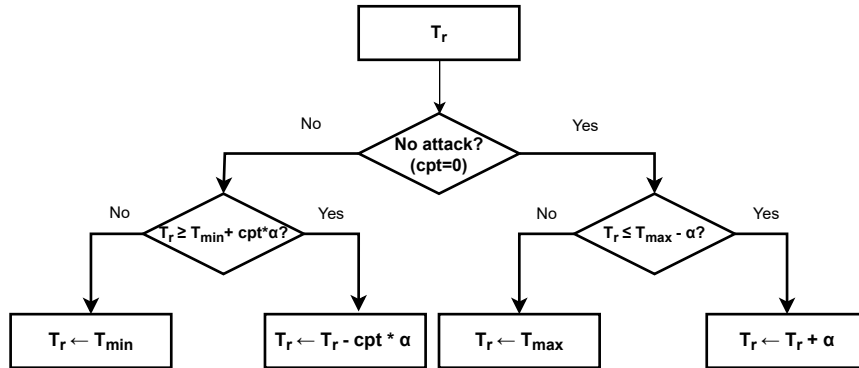 Tr
No
Yes
No attack?
(cpt=0)
No
Yes
No
Yes
Tr ≥ Tmin+ cpt*α?
Tr ≤ Tmax - α?
Tr ← Tmin
Tr ← Tr - cpt * α
Tr ← Tmax
Tr ← Tr + α